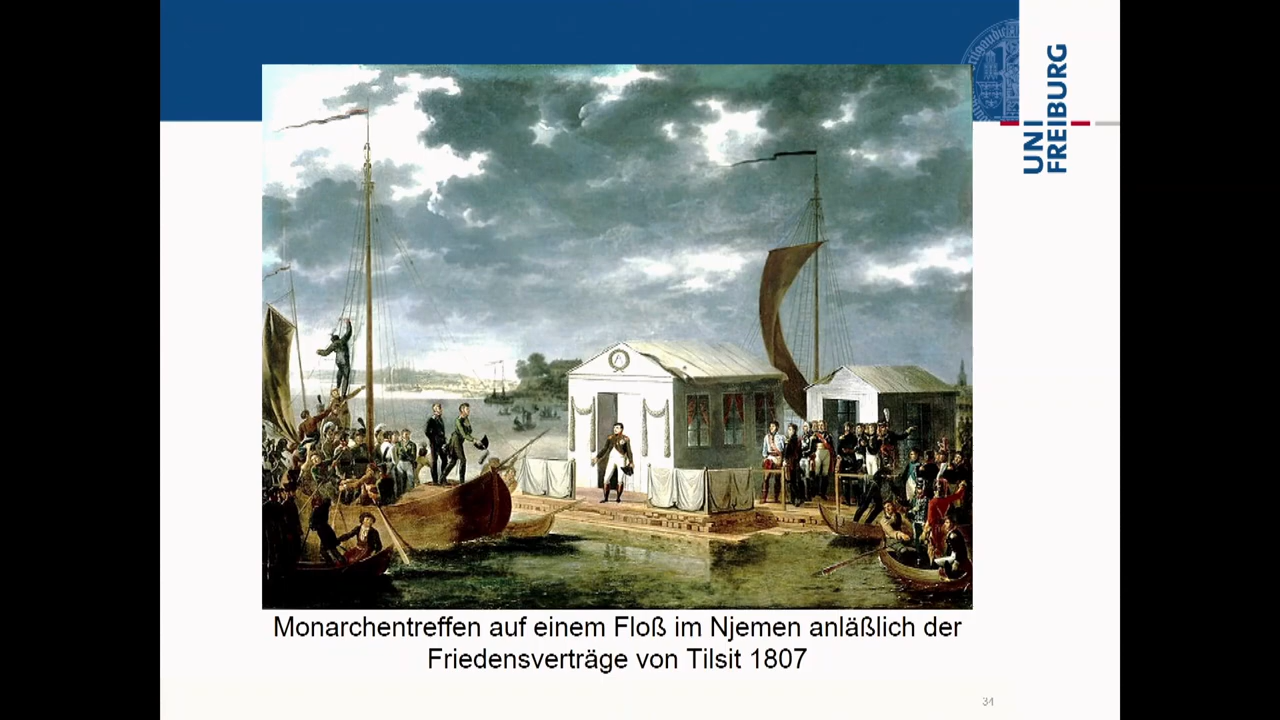 UNI
FREIBURG
Monarchentreffen auf einem Floß im Njemen anläßlich der
Friedensverträge von Tilsit 1807
34